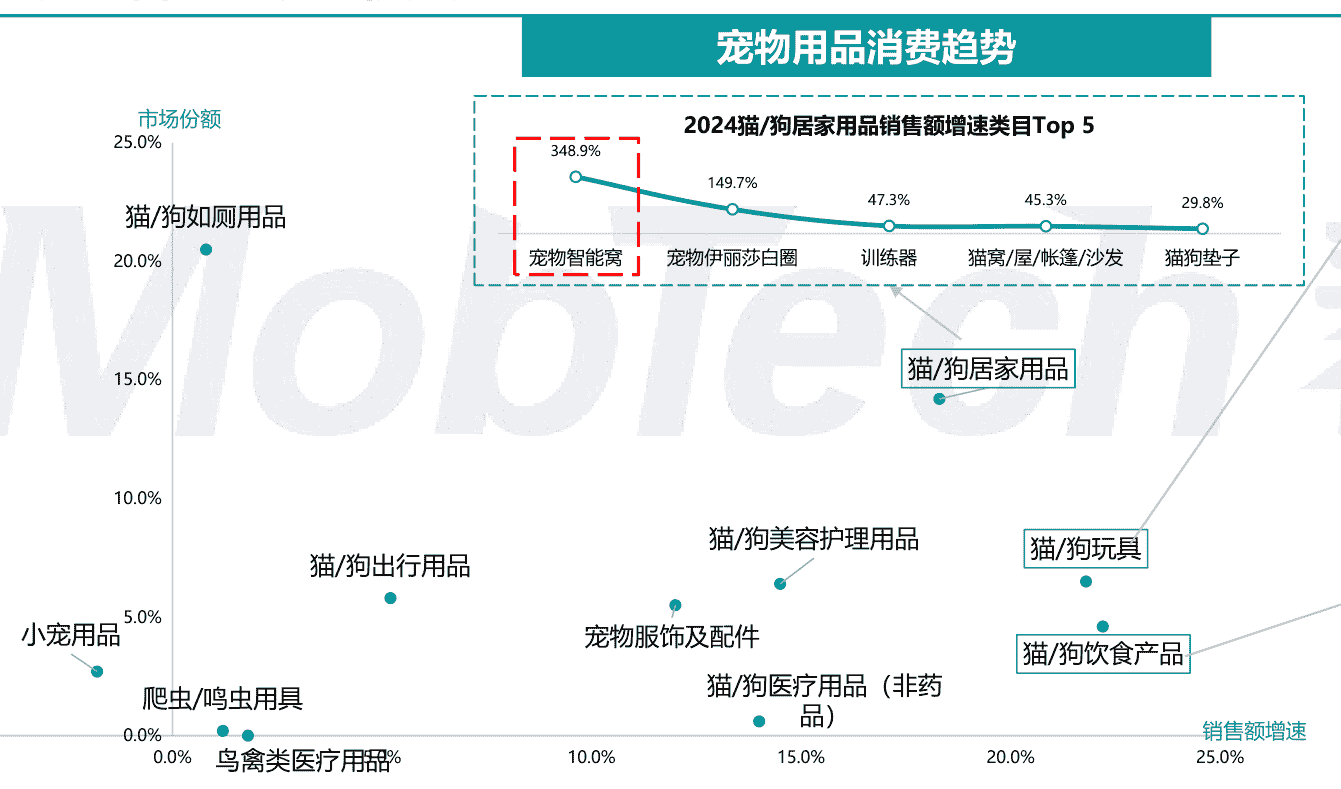 宠物用品消费趋势
市场份额
2024猫/狗居家用品销售额增速类目Top 5
25.0%
348.9%
149.7%
47.3%
45.3%
29.8%
猫/狗如厕用品
20.0%
宠物智能窝
宠物伊丽莎白圈
训练器
猫窝/屋/帐篷/沙发
猫狗垫子
MobTech
15.0%
猫/狗居家用品
10.0%
猫/狗美容护理用品
猫/狗玩具
猫/狗出行用品
5.0%
小宠用品
宠物服饰及配件
猫/狗饮食产品
爬虫/鸣虫用具
猫/狗医疗用品（非药
品）
0.0%
销售额增速
0.0%
鸟禽类医疗用品
5.0%
10.0%
15.0%
20.0%
25.0%